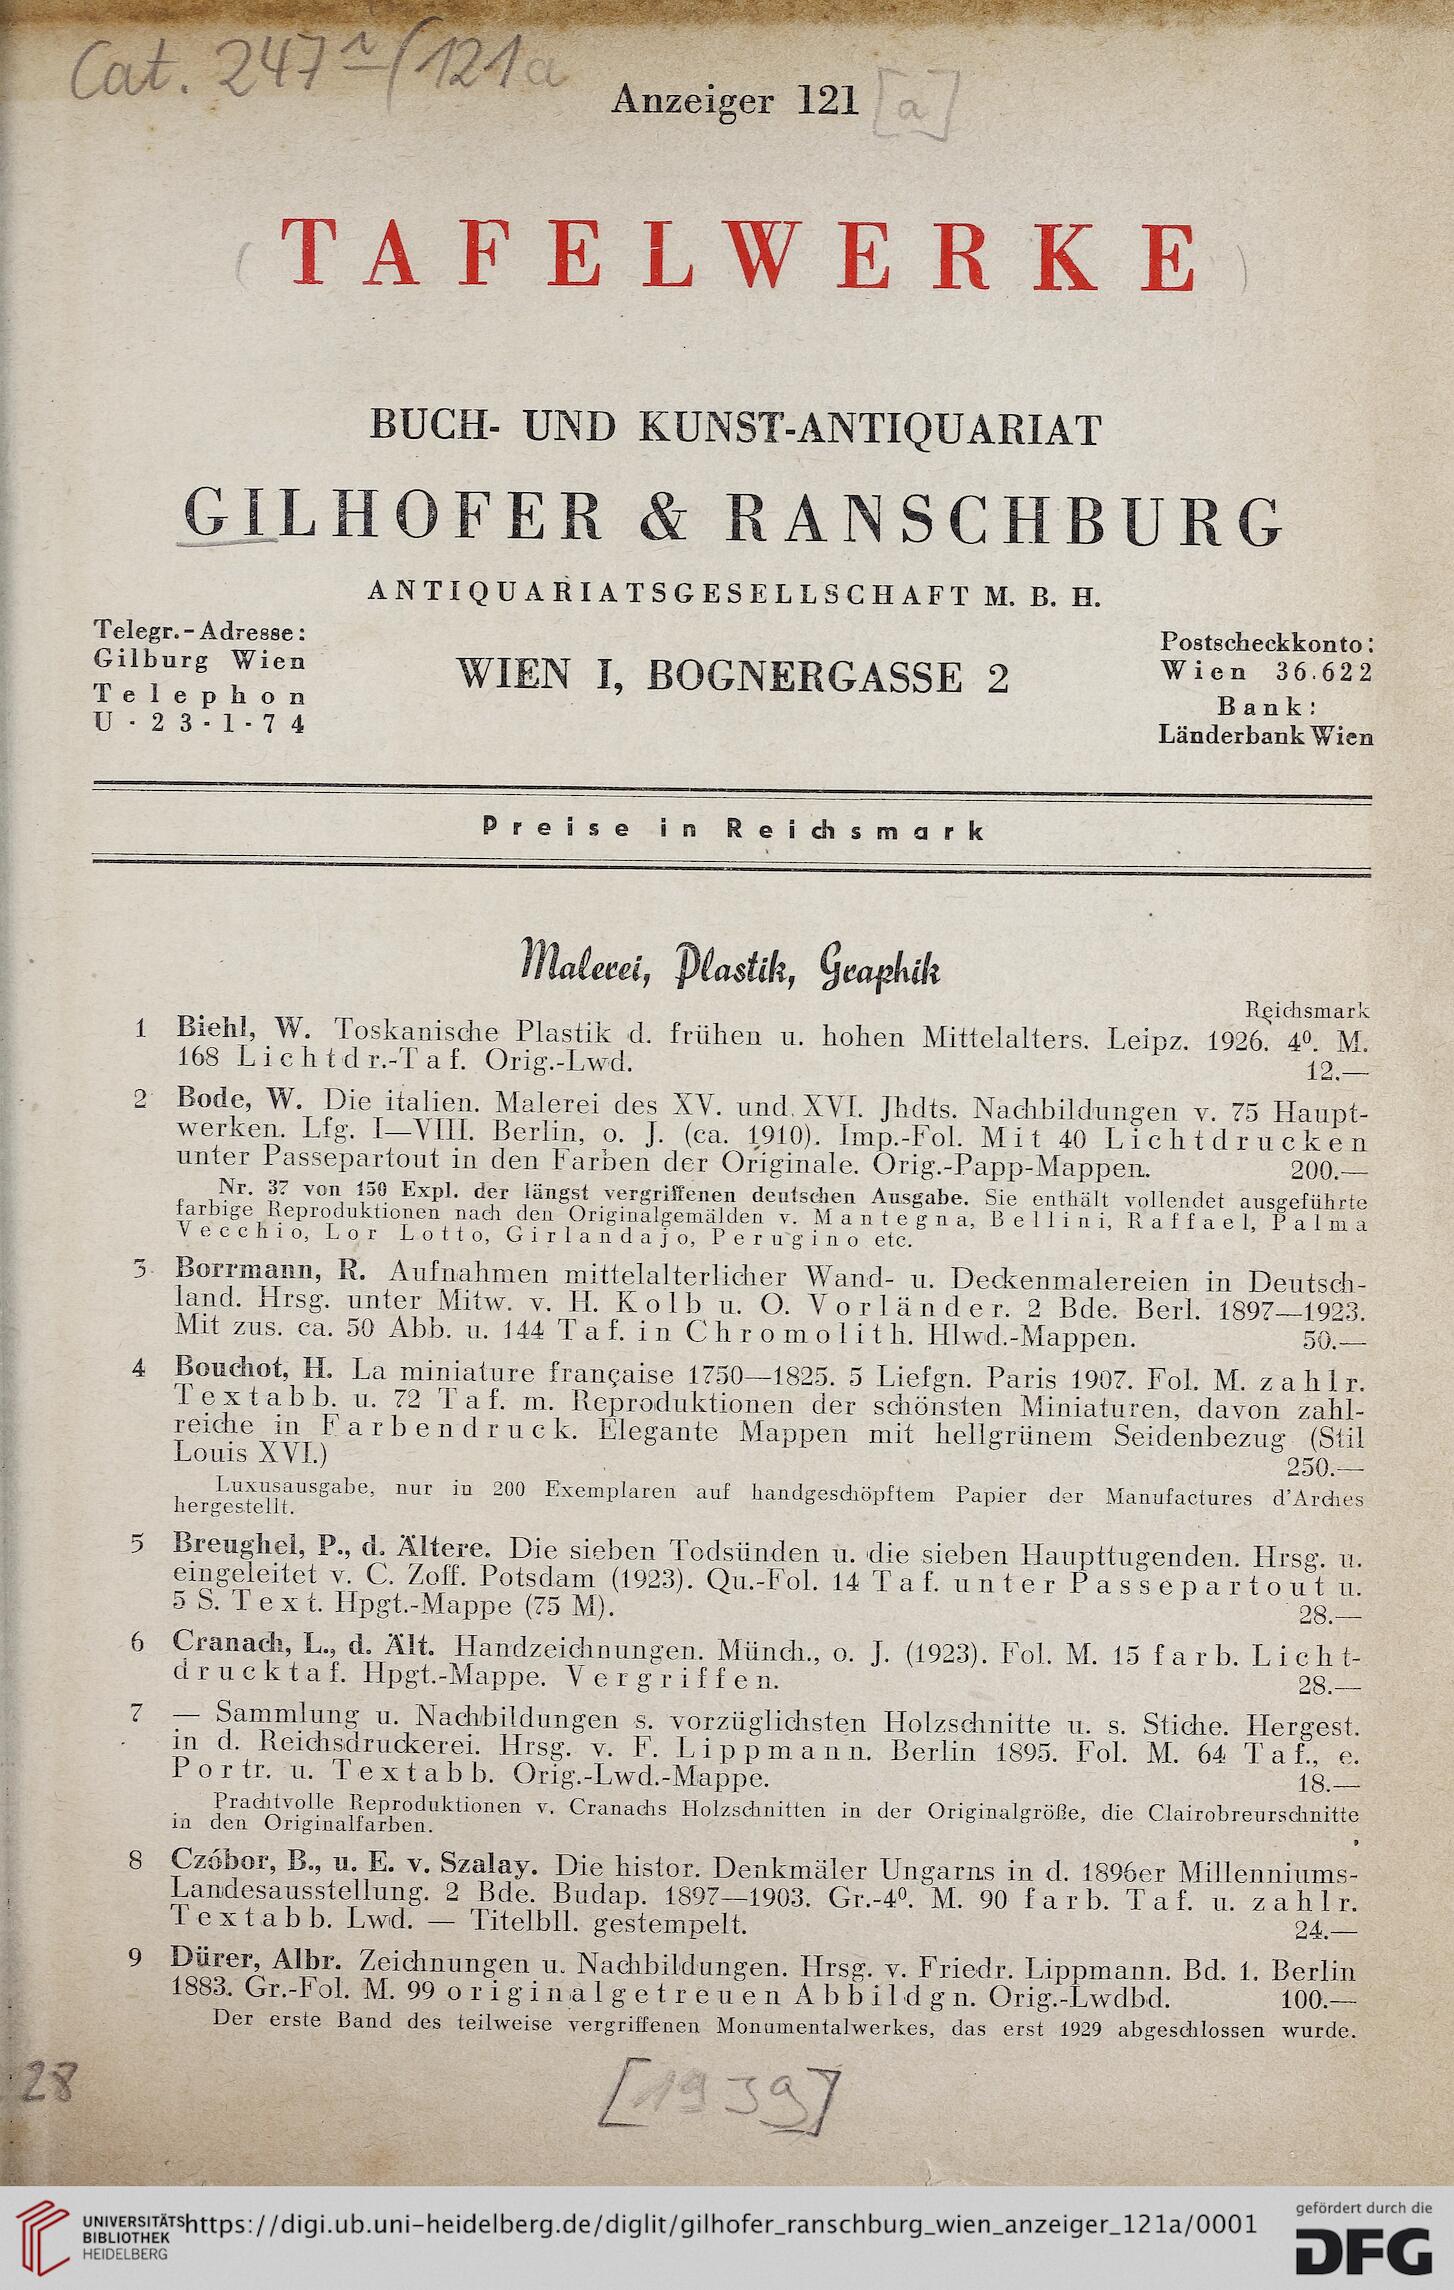 Cat. 247 1/121a
Anzeiger 121 [a]
(TAFELWERKE)
BUCH- UND KUNST-ANTIQUARIAT
GILHOFER & RANSCHBURG
ANTIQUARIATSGESELLSCHAFT M. B. H.
Telegr.-Adresse:
Gilburg Wien
Telephon
U-23-1-74
WIEN I, BOGNERGASSE 2
Postscheckkonto:
Wien 36.622
Bank:
Länderbank Wien
Preise in Reichsmark
Malerei, Plastik, Graphik
Reichsmark
1 Biehl, W. Toskanische Plastik d. frühen u. hohen Mittelalters. Leipz. 1926. 4⁰. M.
168 Lichtdr.-Taf. Orig.-Lwd. 12.—
2 Bode, W. Die italien. Malerei des XV. und XVI. Jhdts. Nachbildungen v. 75 Haupt-
werken. Lfg. I—VIII. Berlin, o. J. (ca. 1910). Imp.-Fol. Mit 40 Lichtdrucken
unter Passepartout in den Farben der Originale. Orig.-Papp-Mappen. 200.—
Nr. 37 von 150 Expl. der längst vergriffenen deutschen Ausgabe. Sie enthält vollendet ausgeführte
farbige Reproduktionen nach den Originalgemälden v. Mantegna, Bellini, Raffael, Palma
Vecchio, Lor Lotto, Girlandajo, Perugino etc.
3 Borrmann, R. Aufnahmen mittelalterlicher Wand- u. Deckenmalereien in Deutsch-
land. Hrsg. unter Mitw. v. H. Kolb u. O. Vorländer. 2 Bde. Berl. 1897—1923.
Mit zus. ca. 50 Abb. u. 144 Taf. in Chromolith. Hlwd.-Mappen. 50.—
4 Bouchot, H. La miniature française 1750—1825. 5 Liefgn. Paris 1907. Fol. M. zahlr.
Textabb. u. 72 Taf. m. Reproduktionen der schönsten Miniaturen, davon zahl-
reiche in Farbendruck. Elegante Mappen mit hellgrünem Seidenbezug (Stil
Louis XVI.) 250.—
Luxusausgabe, nur in 200 Exemplaren auf handgeschöpftem Papier der Manufactures d'Arches
hergestellt.
5 Breughel, P., d. Ältere. Die sieben Todsünden u. die sieben Haupttugenden. Hrsg. u.
eingeleitet v. C. Zoff. Potsdam (1923). Qu.-Fol. 14 Taf. unter Passepartout u.
5 S. Text. Hpgt.-Mappe (75 M). 28.—
6 Cranach, L., d. Ält. Handzeichnungen. Münch., o. J. (1923). Fol. M. 15 farb. Licht-
drucktaf. Hpgt.-Mappe. Vergriffen. 28.—
7 — Sammlung u. Nachbildungen s. vorzüglichsten Holzschnitte u. s. Stiche. Hergest.
in d. Reichsdruckerei. Hrsg. v. F. Lippmann. Berlin 1895. Fol. M. 64 Taf., e.
Portr. u. Textabb. Orig.-Lwd.-Mappe. 18.—
Prachtvolle Reproduktionen v. Cranachs Holzschnitten in der Originalgröße, die Clairobreurschnitte
in den Originalfarben.
8 Czóbor, B., u. E. v. Szalay. Die histor. Denkmäler Ungarns in d. 1896er Millenniums-
Landesausstellung. 2 Bde. Budap. 1897—1903. Gr.-4⁰. M. 90 farb. Taf. u. zahlr.
Textabb. Lwd. — Titelbll. gestempelt. 24.—
9 Dürer, Albr. Zeichnungen u. Nachbildungen. Hrsg. v. Friedr. Lippmann. Bd. 1. Berlin
1883. Gr.-Fol. M. 99 originalgetreuen Abbildgn. Orig.-Lwdbd. 100.—
Der erste Band des teilweise vergriffenen Monumentalwerkes, das erst 1929 abgeschlossen wurde.
28
[1939]
UNIVERSITÄTS
BIBLIOTHEK
HEIDELBERG
https://digi.ub.uni-heidelberg.de/diglit/gilhofer_ranschburg_wien_anzeiger_121a/0001
gefördert durch die
DFG